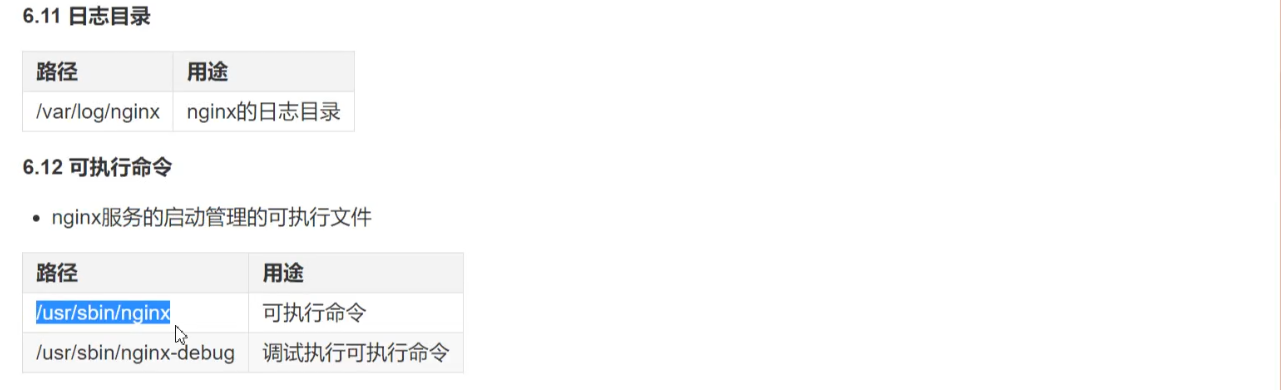 6.11 日志目录
路径 用途
/var/log/nginx nginx的日志目录
6.12 可执行命令
• nginx服务的启动管理的可执行文件
路径 用途
/usr/sbin/nginx 可执行命令
/usr/sbin/nginx-debug 调试执行可执行命令